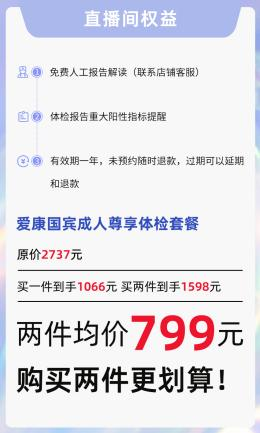 直播间权益
1 免费人工报告解读（联系店铺客服）
2 体检报告重大阳性指标提醒
¥ 3 有效期一年，未预约随时退款，过期可以延期
和退款
爱康国宾成人尊享体检套餐
原价2737元
买一件到手1066元 买两件到手1598元
两件均价799元
购买两件更划算！